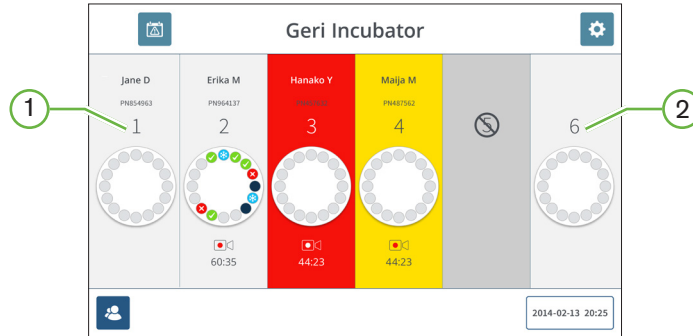 Geri Incubator
Jane D
PN854963
1
Erika M
PN964137
2
60:35
Hanako Y
3
44:23
Maija M
PN487562
4
44:23
5
6
1
2
2014-02-13 20:25